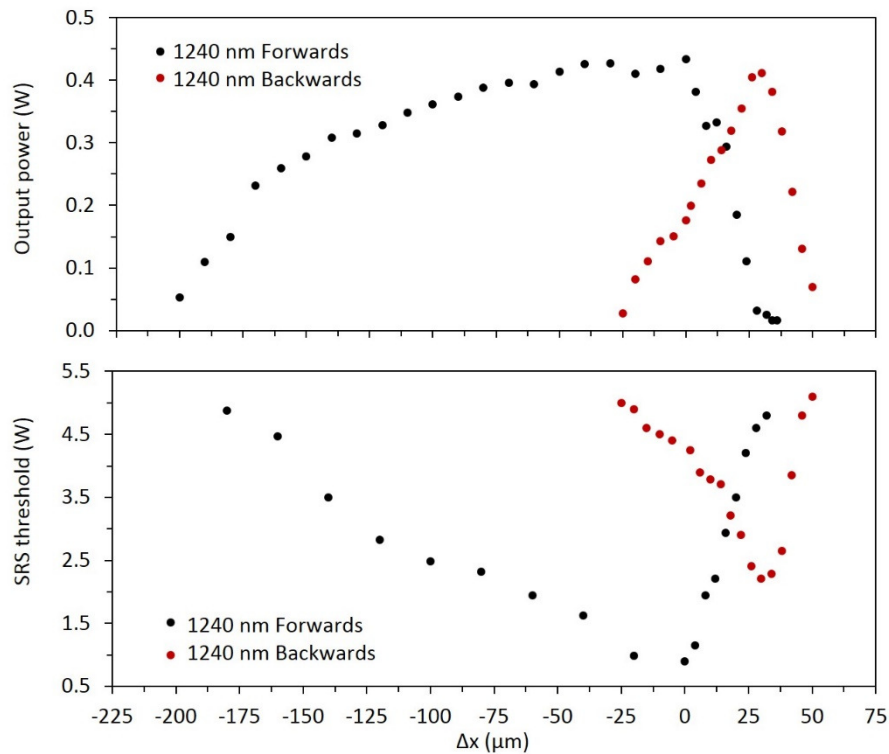 0.5
0.4
0.3
0.2
0.1
0.0
Output power (W)
1240 nm Forwards
1240 nm Backwards
5.5
4.5
3.5
2.5
1.5
0.5
SRS threshold (W)
1240 nm Forwards
1240 nm Backwards
-225 -200 -175 -150 -125 -100 -75 -50 -25 0 25 50 75
Δx (μm)